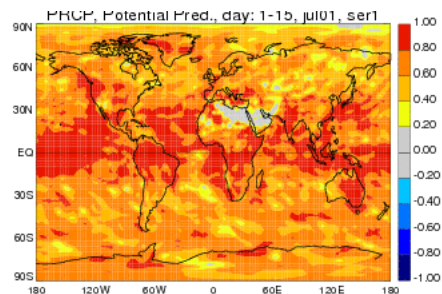 PRCP, Potential Pred., day: 1-15, jul01, ser1
90N
60N
30N
EQ
30S
60S
90S
180 120W 60W 0 60E 120E 180
1.00
0.80
0.60
0.40
0.20
0.00
-0.20
-0.40
-0.60
-0.80
-1.00